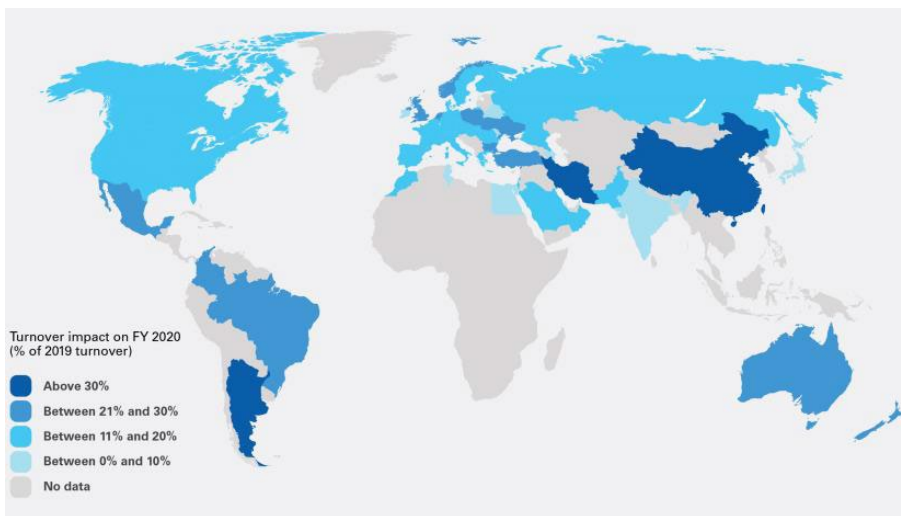 Turnover impact on FY 2020
(% of 2019 turnover)
Above 30%
Between 21% and 30%
Between 11% and 20%
Between 0% and 10%
No data